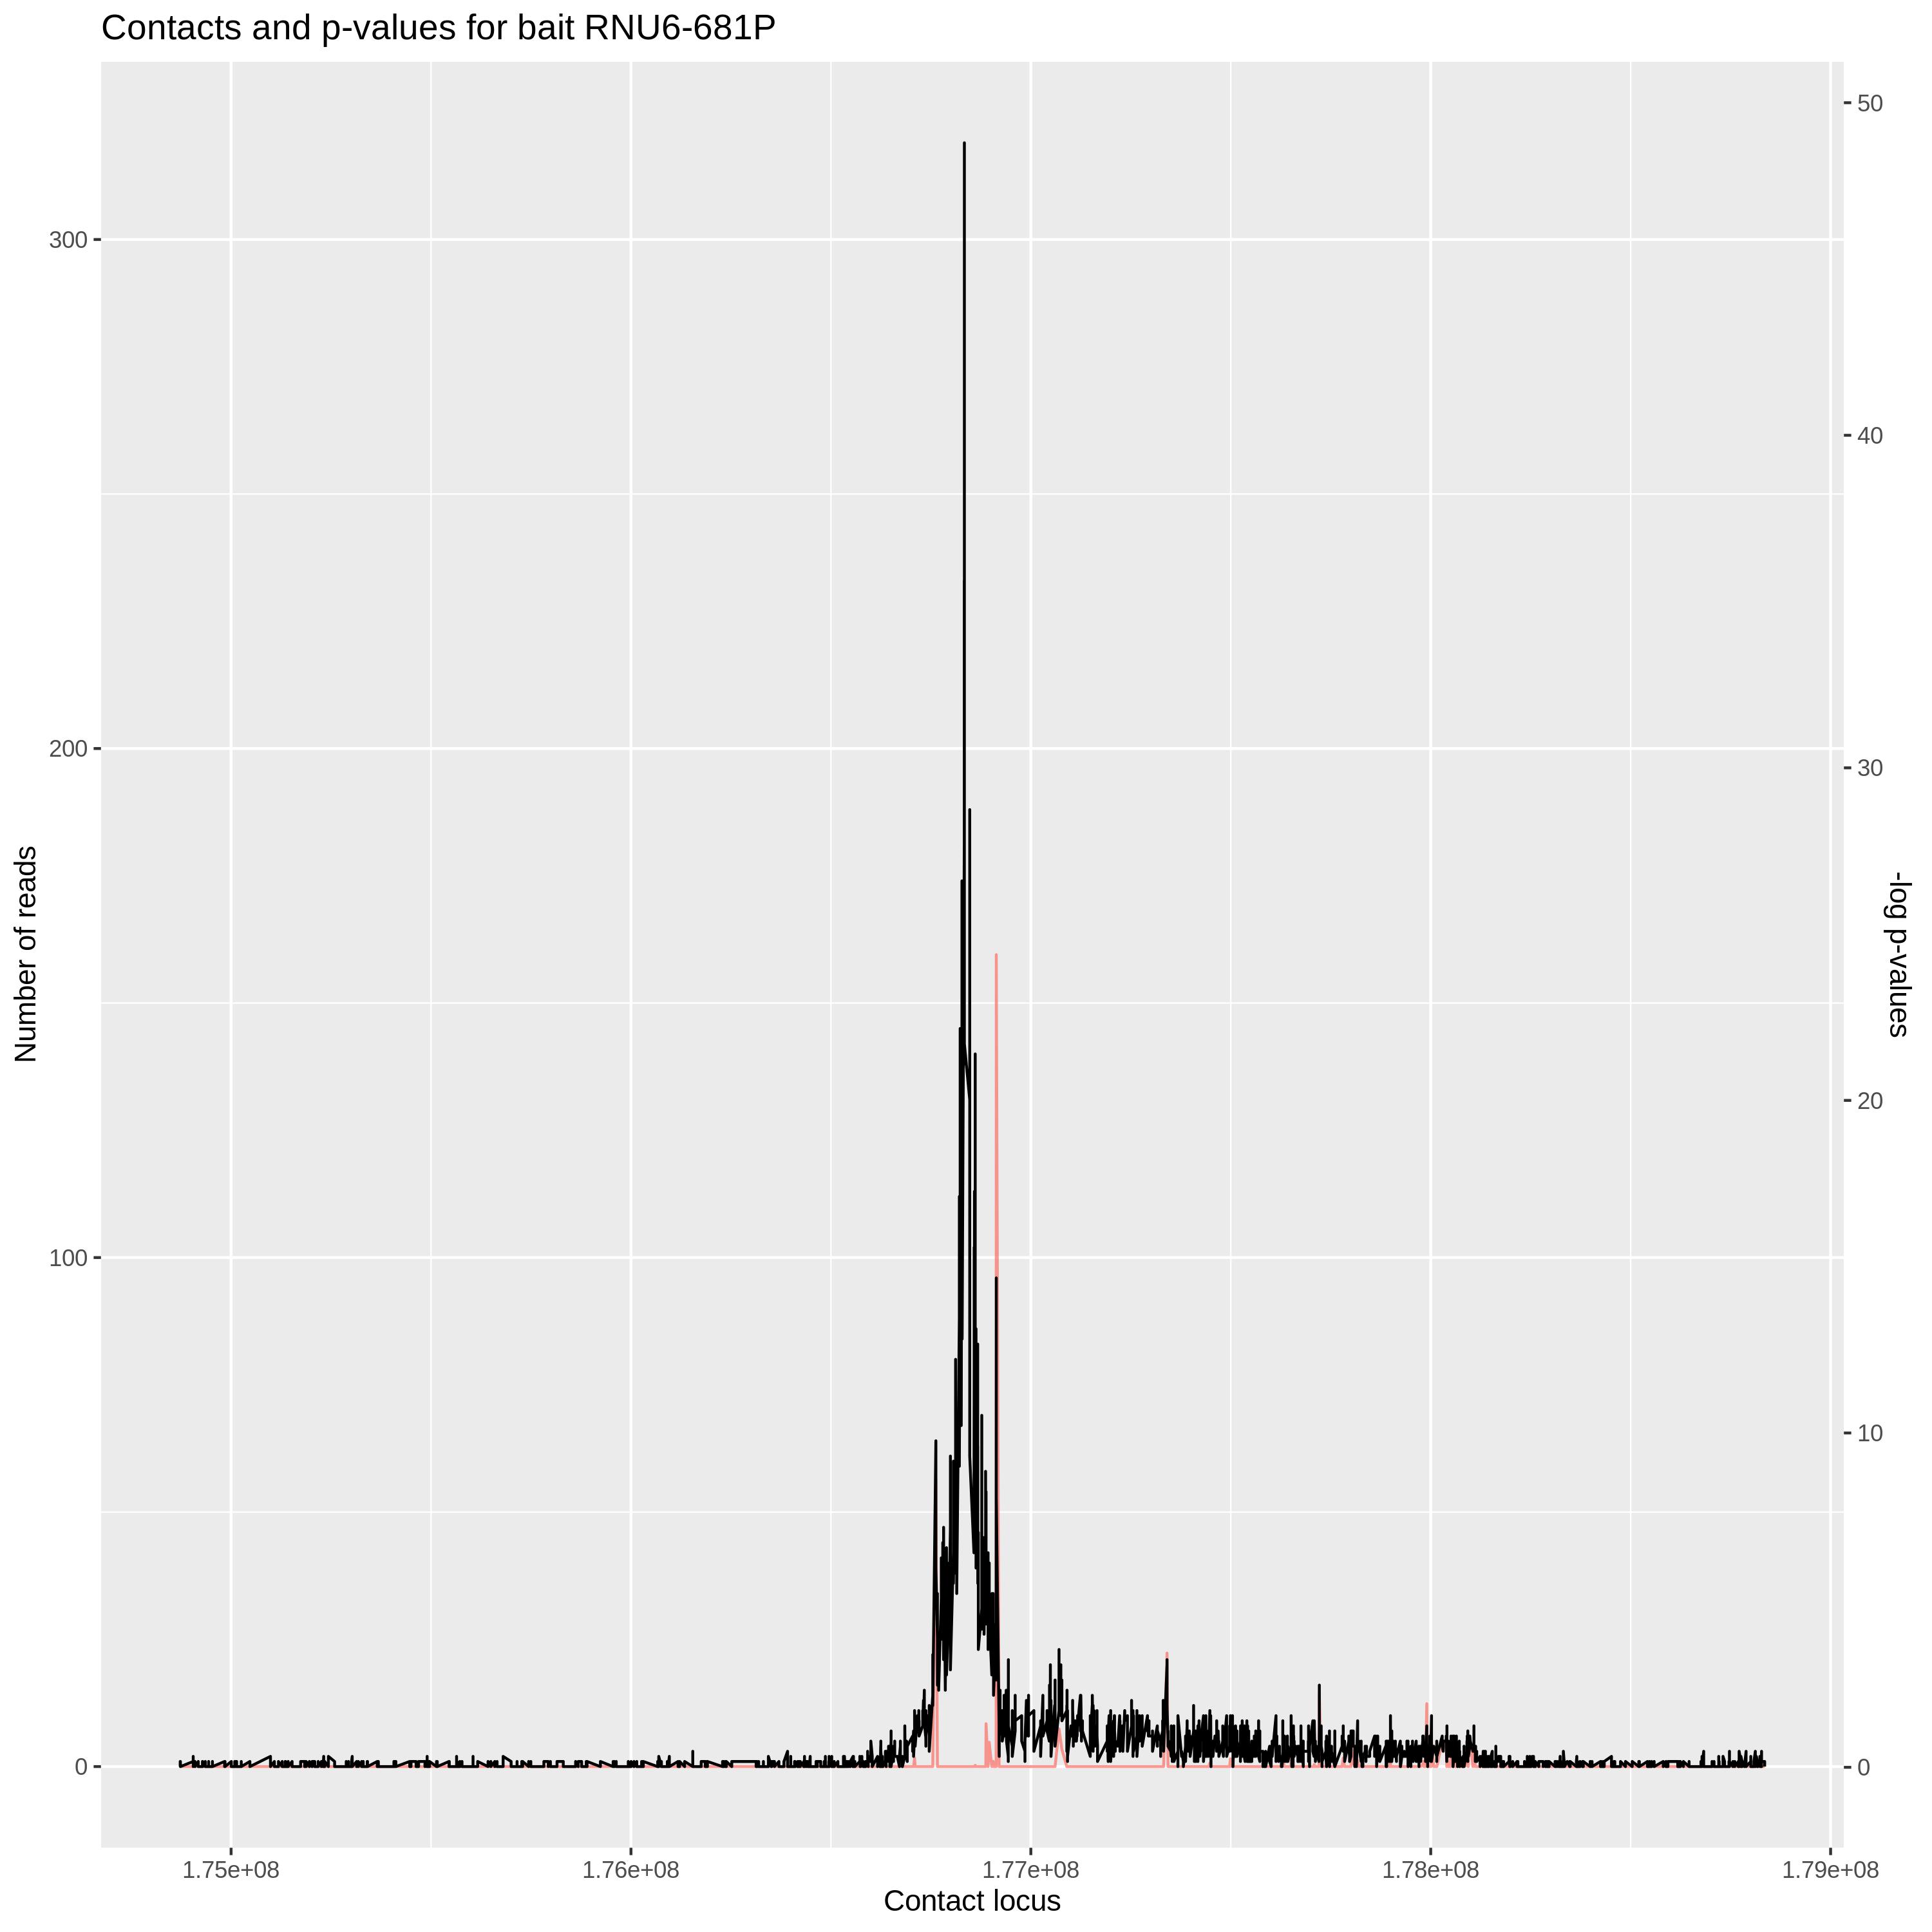 Contacts and p-values for bait RNU6-681P
Number of reads
300
200
100
0
50
40
30
20
10
0
-log p-values
1.75e+08
1.76e+08
1.77e+08
1.78e+08
1.79e+08
Contact locus